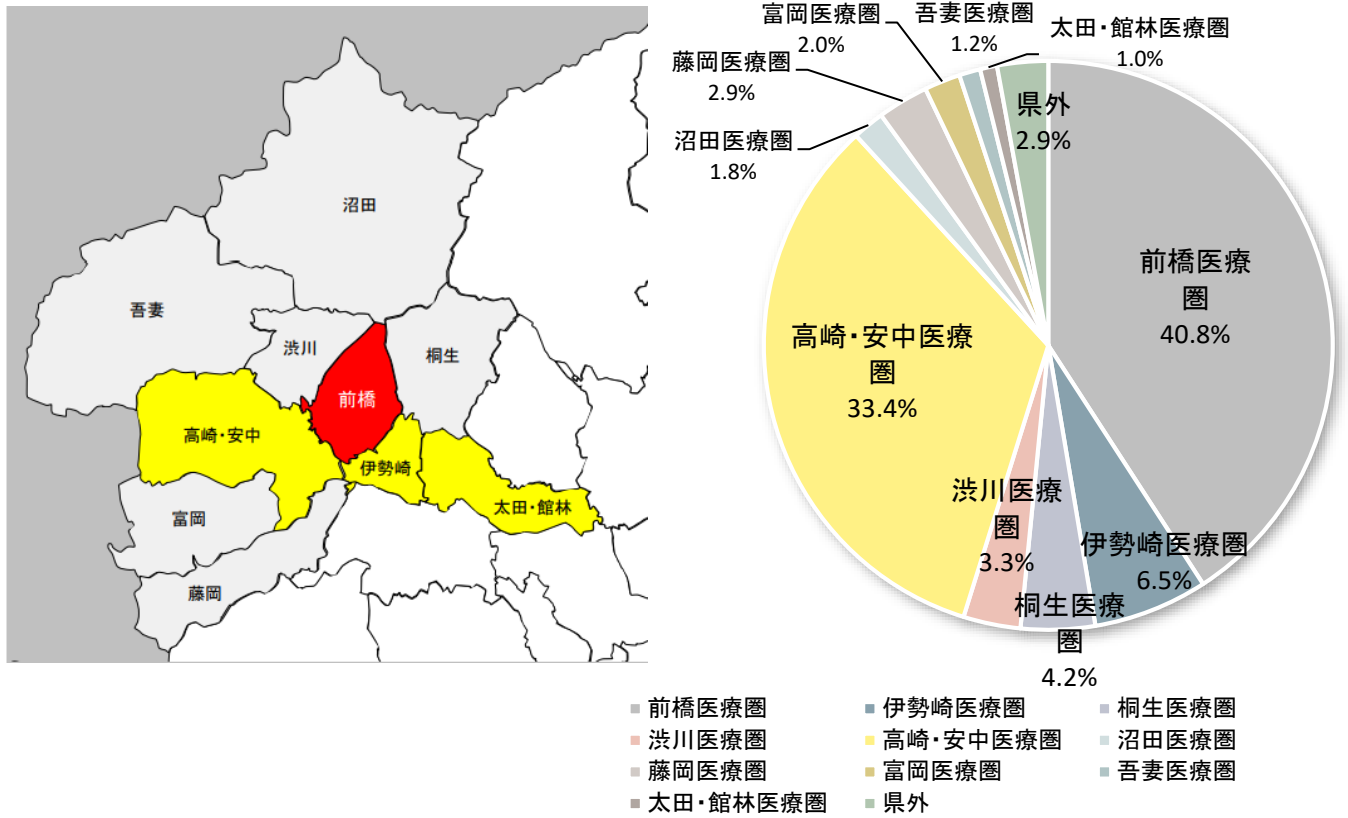 沼田
吾妻
渋川
桐生
前橋
高崎・安中
伊勢崎
太田・館林
富岡
藤岡
富岡医療圏
2.0%
吾妻医療圏
1.2%
太田・館林医療圏
1.0%
藤岡医療圏
2.9%
沼田医療圏
1.8%
県外
2.9%
前橋医療
圏
40.8%
高崎・安中医療
圏
33.4%
渋川医療
圏
3.3%
伊勢崎医療圏
6.5%
桐生医療
圏
4.2%
前橋医療圏
伊勢崎医療圏
桐生医療圏
渋川医療圏
高崎・安中医療圏
沼田医療圏
藤岡医療圏
富岡医療圏
吾妻医療圏
太田・館林医療圏
県外